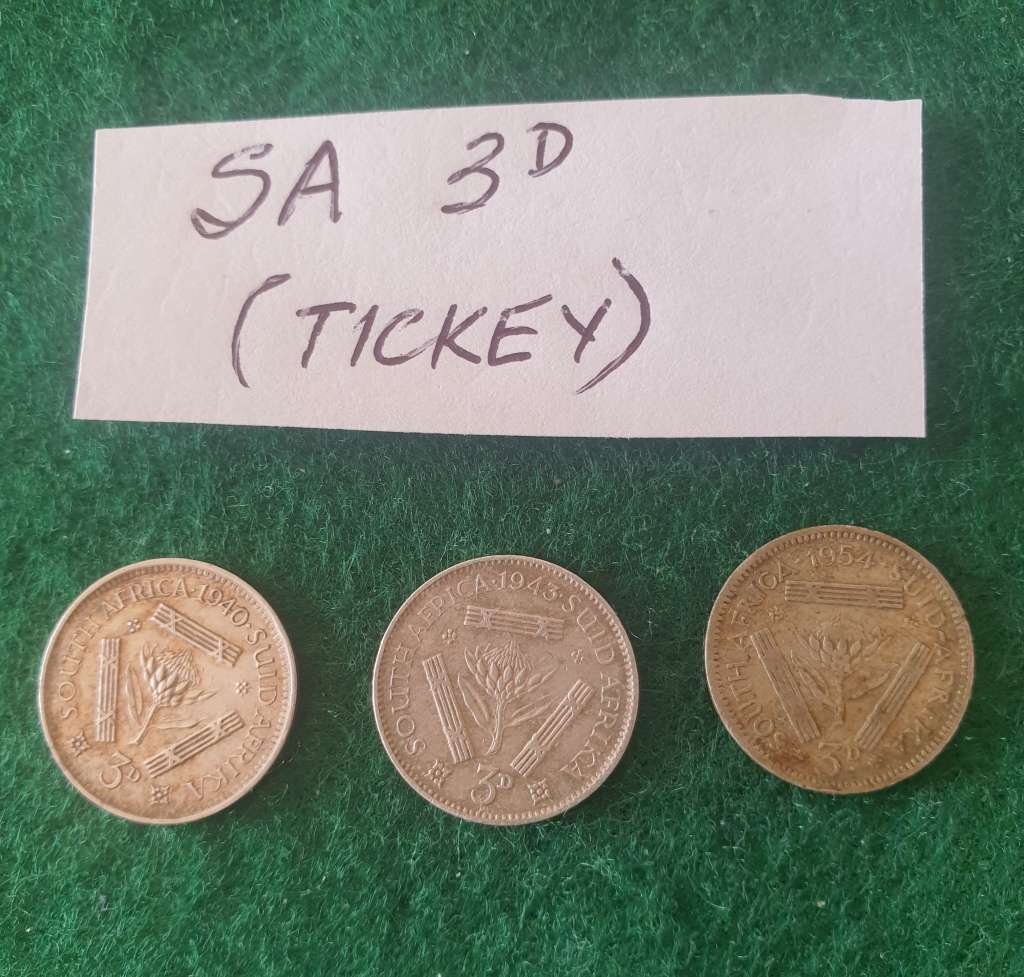 SA 3D
(TICKEY)
SOUTH AFRICA·1940·SUID-AFRIKA
3D
SOUTH AFRICA·1943·SUID AFRIKA
3D
SOUTH AFRICA·1954·SUID-AFRIKA
3D